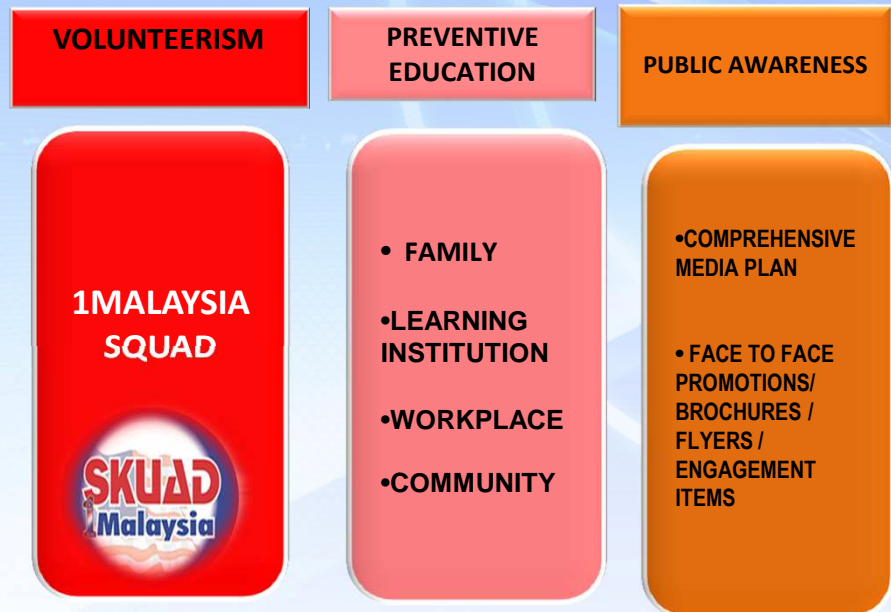 VOLUNTEERISM
1MALAYSIA
SQUAD
SKUAD
1Malaysia
PREVENTIVE
EDUCATION
• FAMILY
•LEARNING
INSTITUTION
•WORKPLACE
•COMMUNITY
PUBLIC AWARENESS
•COMPREHENSIVE
MEDIA PLAN
• FACE TO FACE
PROMOTIONS/
BROCHURES /
FLYERS /
ENGAGEMENT
ITEMS